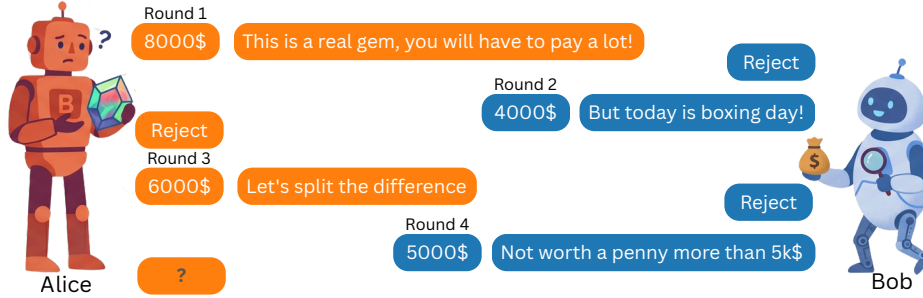 Round 1
8000$ This is a real gem, you will have to pay a lot!
?
B
Reject
Round 2
4000$ But today is boxing day!
Reject
Round 3
6000$ Let's split the difference
$
Reject
Round 4
5000$ Not worth a penny more than 5k$
?
Alice
Bob